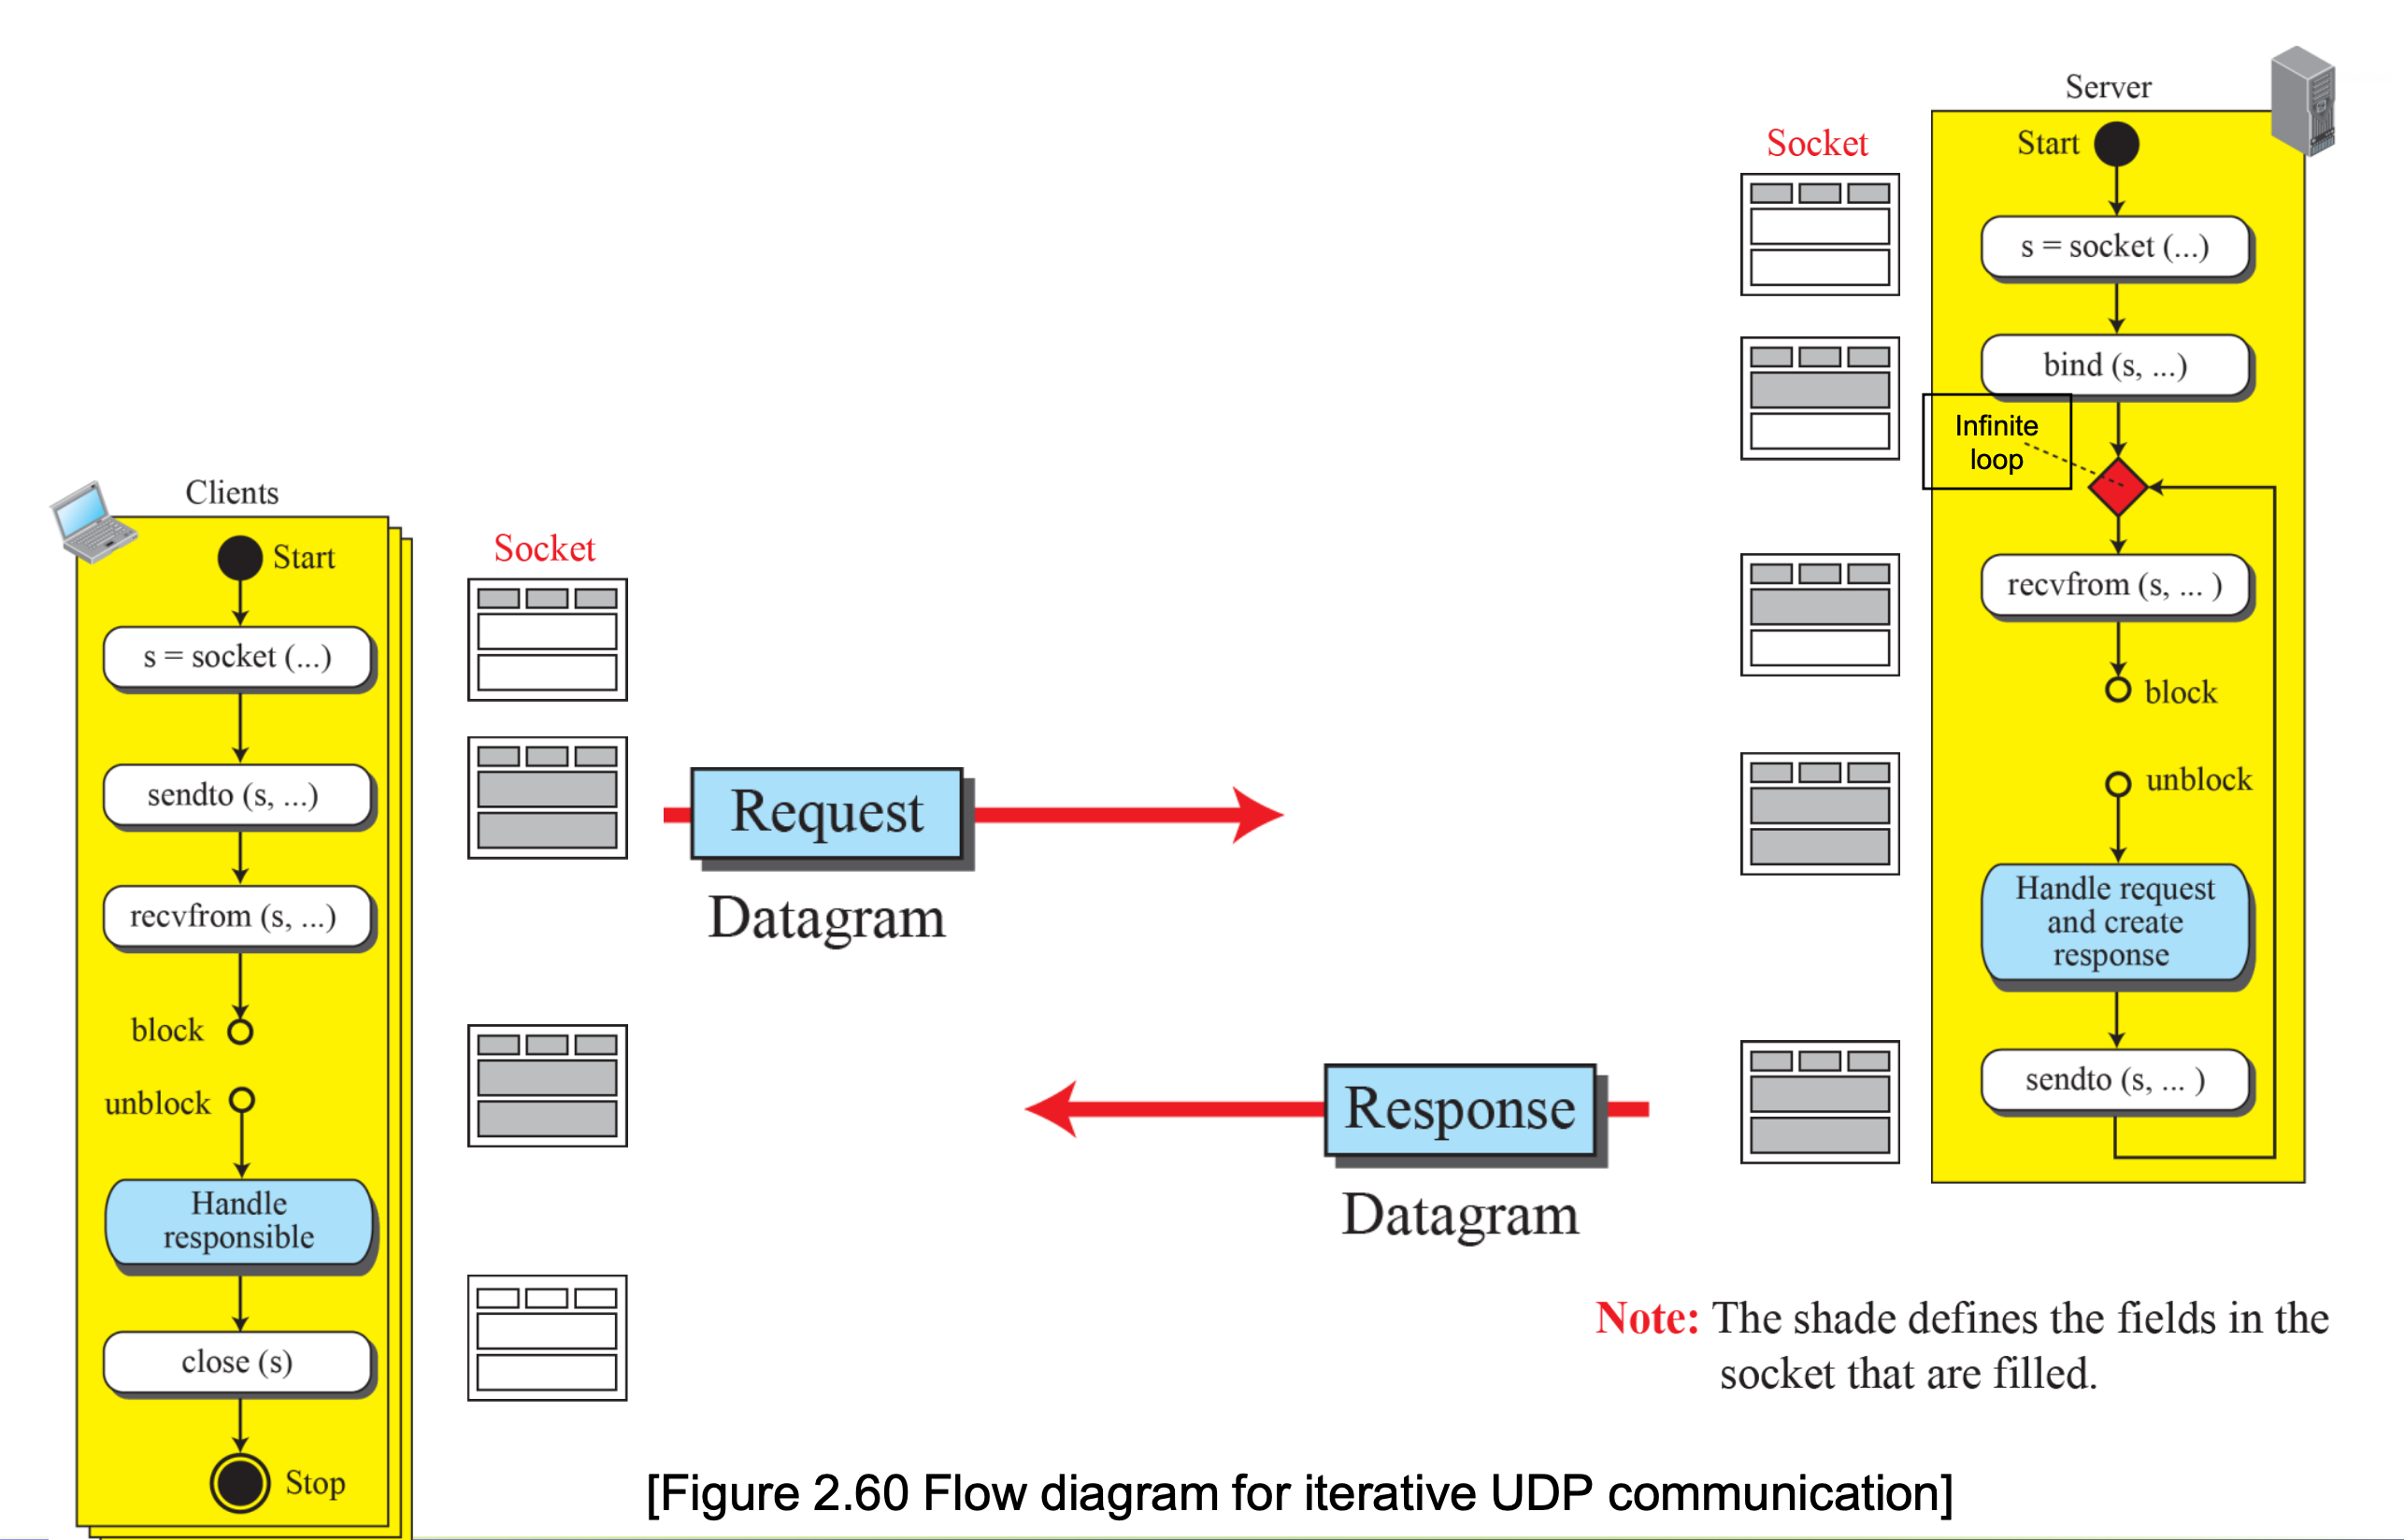 Clients
Start
s = socket (...)
sendto (s, ...)
recvfrom (s, ...)
block
unblock
Handle
responsible
close (s)
Stop
Socket
Request
Datagram
Response
Datagram
Socket
Server
Start
s = socket (...)
bind (s, ...)
Infinite
loop
recvfrom (s, ... )
block
unblock
Handle request
and create
response
sendto (s, ... )
Note: The shade defines the fields in the
socket that are filled.
[Figure 2.60 Flow diagram for iterative UDP communication]